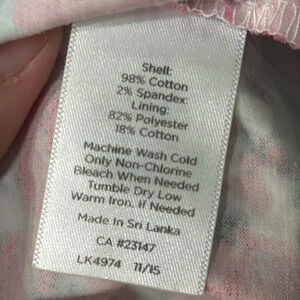 Shell:
98% Cotton
2% Spandex
Lining:
82% Polyester
18% Cotton
Machine Wash Cold
Only Non-Chlorine
Bleach When Needed
Tumble Dry Low
Warm Iron, If Needed
Made In Sri Lanka
CA #23147
LK4974 11/15